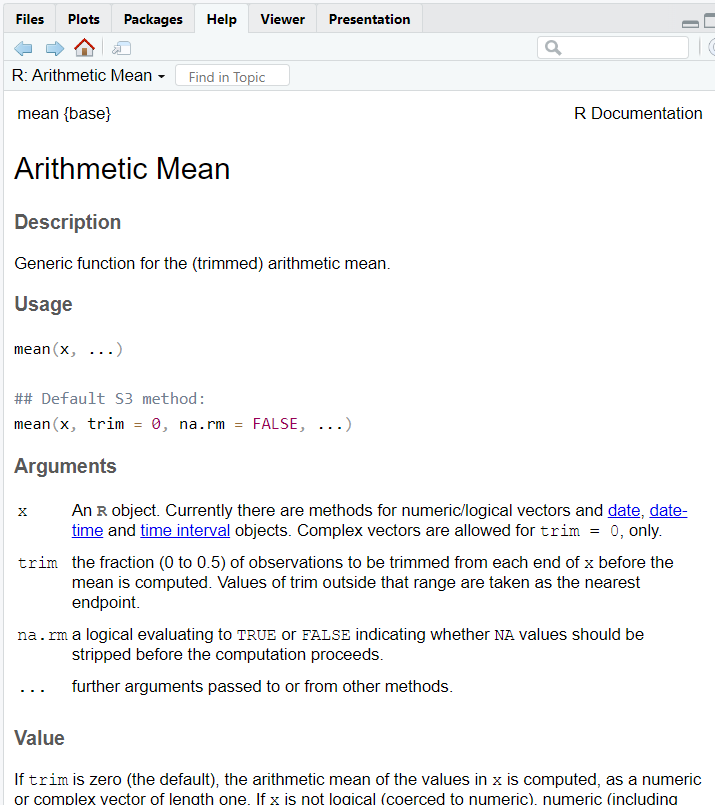 Files Plots Packages Help Viewer Presentation
R: Arithmetic Mean Find in Topic
mean {base} R Documentation
Arithmetic Mean
Description
Generic function for the (trimmed) arithmetic mean.
Usage
mean(x, ...)
## Default S3 method:
mean(x, trim = 0, na.rm = FALSE, ...)
Arguments
x An R object. Currently there are methods for numeric/logical vectors and date, date-
time and time interval objects. Complex vectors are allowed for trim = 0, only.
trim the fraction (0 to 0.5) of observations to be trimmed from each end of x before the
mean is computed. Values of trim outside that range are taken as the nearest
endpoint.
na.rm a logical evaluating to TRUE or FALSE indicating whether NA values should be
stripped before the computation proceeds.
... further arguments passed to or from other methods.
Value
If trim is zero (the default), the arithmetic mean of the values in x is computed, as a numeric
or complex vector of length one. If x is not logical (coerced to numeric), numeric (including